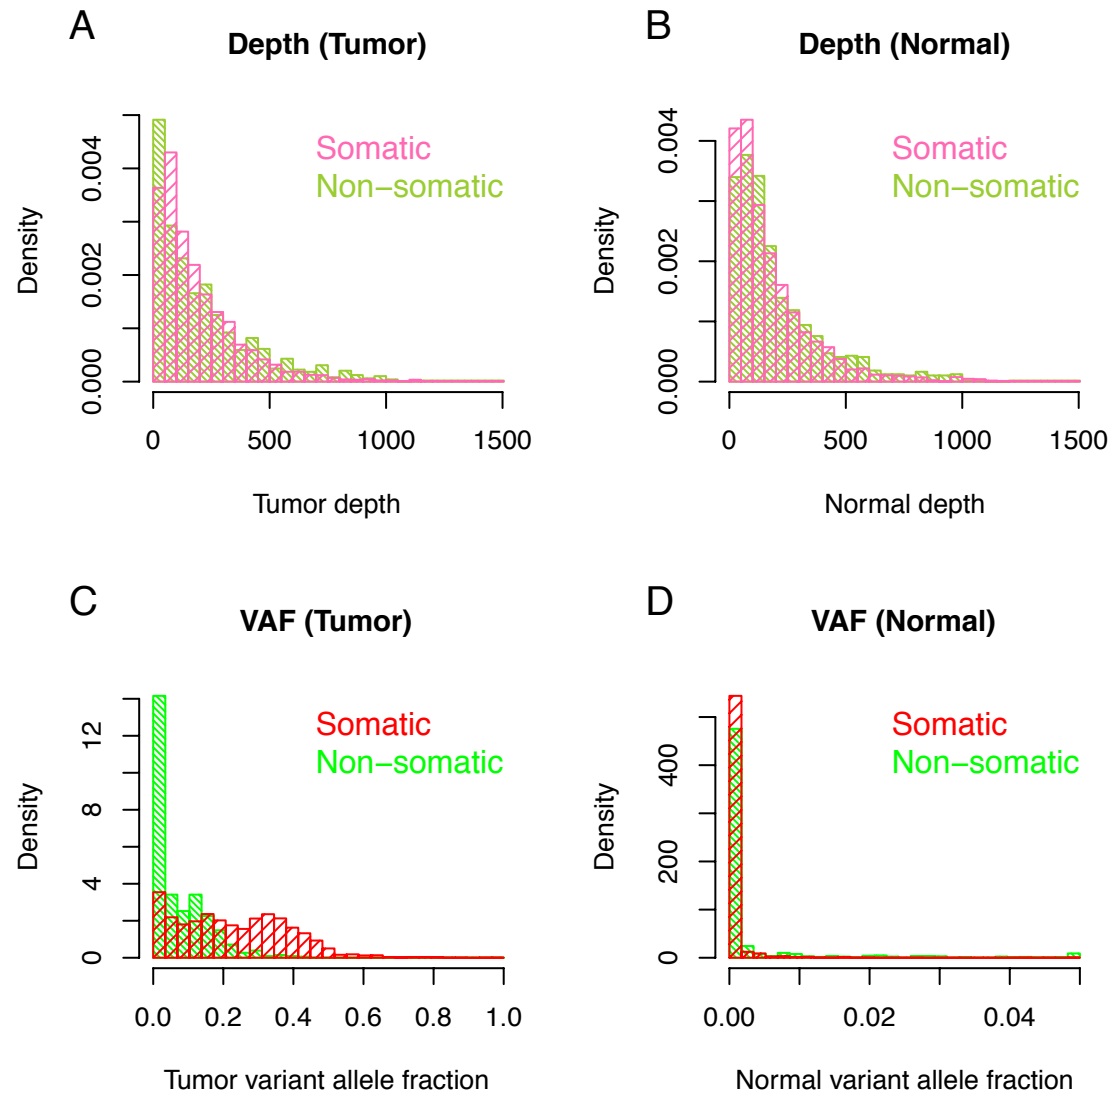 A
Depth (Tumor)
Somatic
Non−somatic
Density
0.000
0.002
0.004
0
500
1000
1500
Tumor depth
B
Depth (Normal)
Somatic
Non−somatic
Density
0.000
0.002
0.004
0
500
1000
1500
Normal depth
C
VAF (Tumor)
Somatic
Non−somatic
Density
0
4
8
12
0.0
0.2
0.4
0.6
0.8
1.0
Tumor variant allele fraction
D
VAF (Normal)
Somatic
Non−somatic
Density
0
200
400
0.00
0.02
0.04
Normal variant allele fraction